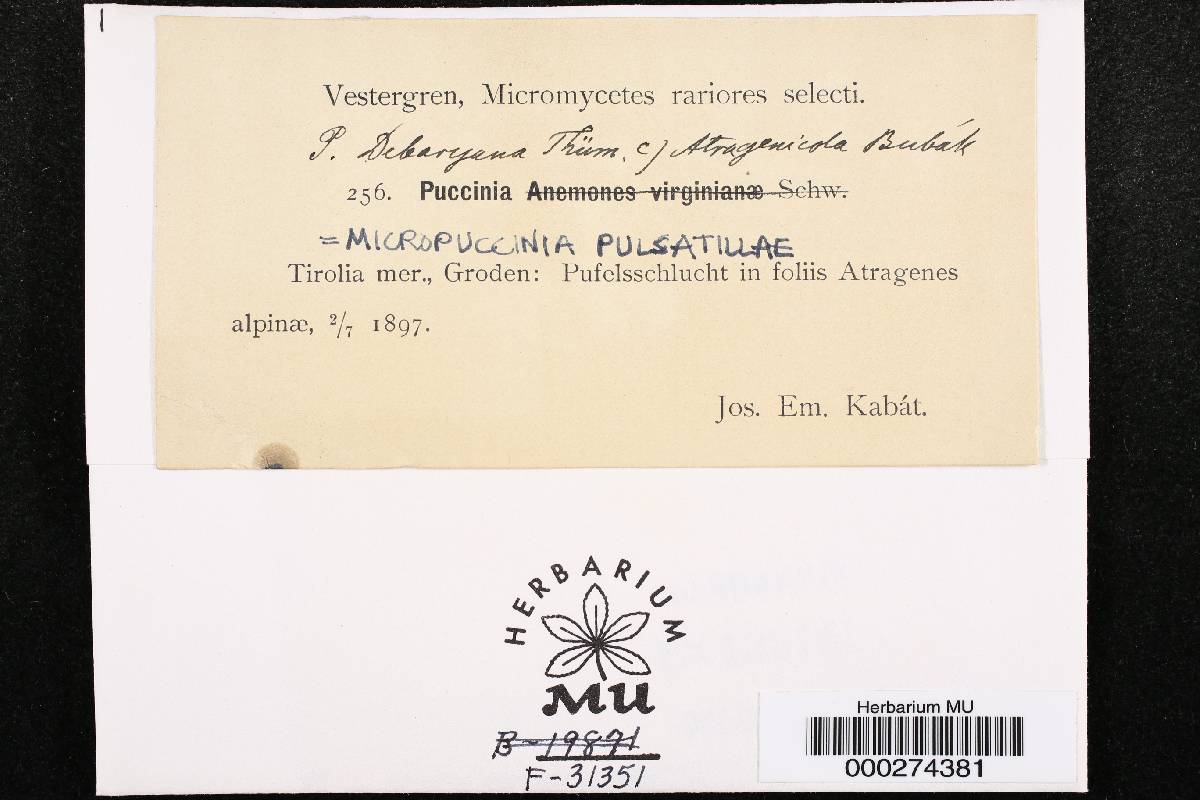 Vestergren, Micromycetes rariores selecti.
P. Debaryana Thüm. c) Atragenicola Bubák
256. Puccinia Anemones virginianæ Schw.
= MICROPUCCINIA PULSATILLAE
Tirolia mer., Groden: Pufelsschlucht in foliis Atragenes
alpinæ, 2/7 1897.
Jos. Em. Kabát.
HERBARIUM
MU
B-19871
F-31351
Herbarium MU
000274381